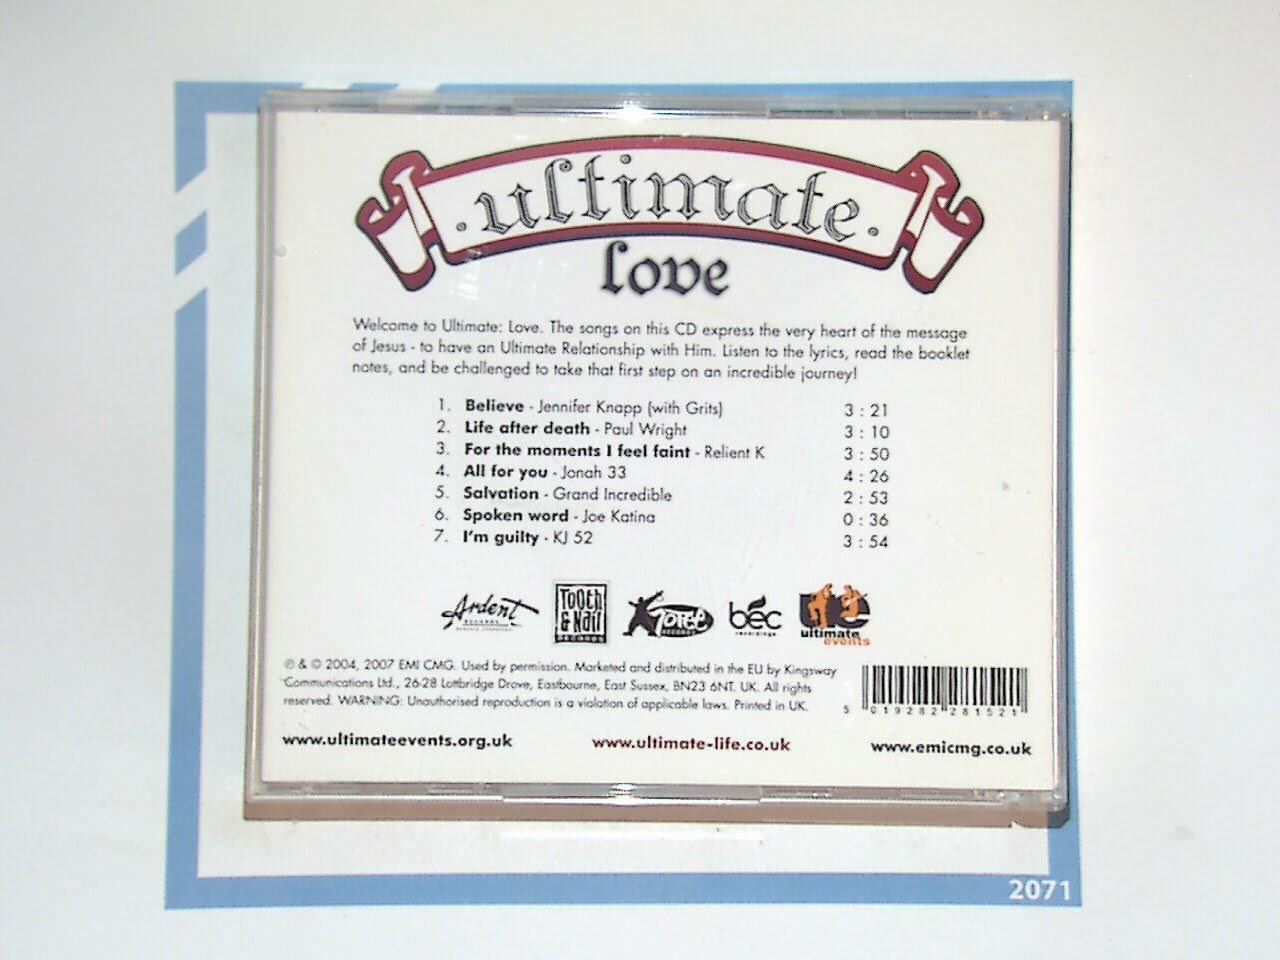 ·ultimate·
love
Welcome to Ultimate: Love. The songs on this CD express the very heart of the message
of Jesus - to have an Ultimate Relationship with Him. Listen to the lyrics, read the booklet
notes, and be challenged to take that first step on an incredible journey!
1. Believe - Jennifer Knapp (with Grits) 3 : 21
2. Life after death - Paul Wright 3 : 10
3. For the moments I feel faint - Relient K 3 : 50
4. All for you - Jonah 33 4 : 26
5. Salvation - Grand Incredible 2 : 53
6. Spoken word - Joe Katina 0 : 36
7. I'm guilty - KJ 52 3 : 54
Ardent
RECORDS
TOOTH
& NAIL
RECORDS
RECORDS
bec
recordings
ue
ultimate
events
℗ & © 2004, 2007 EMI CMG. Used by permission. Marketed and distributed in the EU by Kingsway
Communications Ltd., 26-28 Lottbridge Drove, Eastbourne, East Sussex, BN23 6NT. UK. All rights
reserved. WARNING: Unauthorised reproduction is a violation of applicable laws. Printed in UK.
5 019282 281521
www.ultimateevents.org.uk www.ultimate-life.co.uk www.emicmg.co.uk
2071